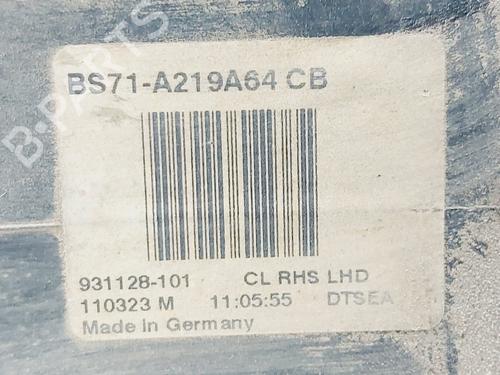 BS71-A219A64 CB
931128-101 CL RHS LHD
110323 M 11:05:55 DTSEA
Made In Germany
B-PARTS